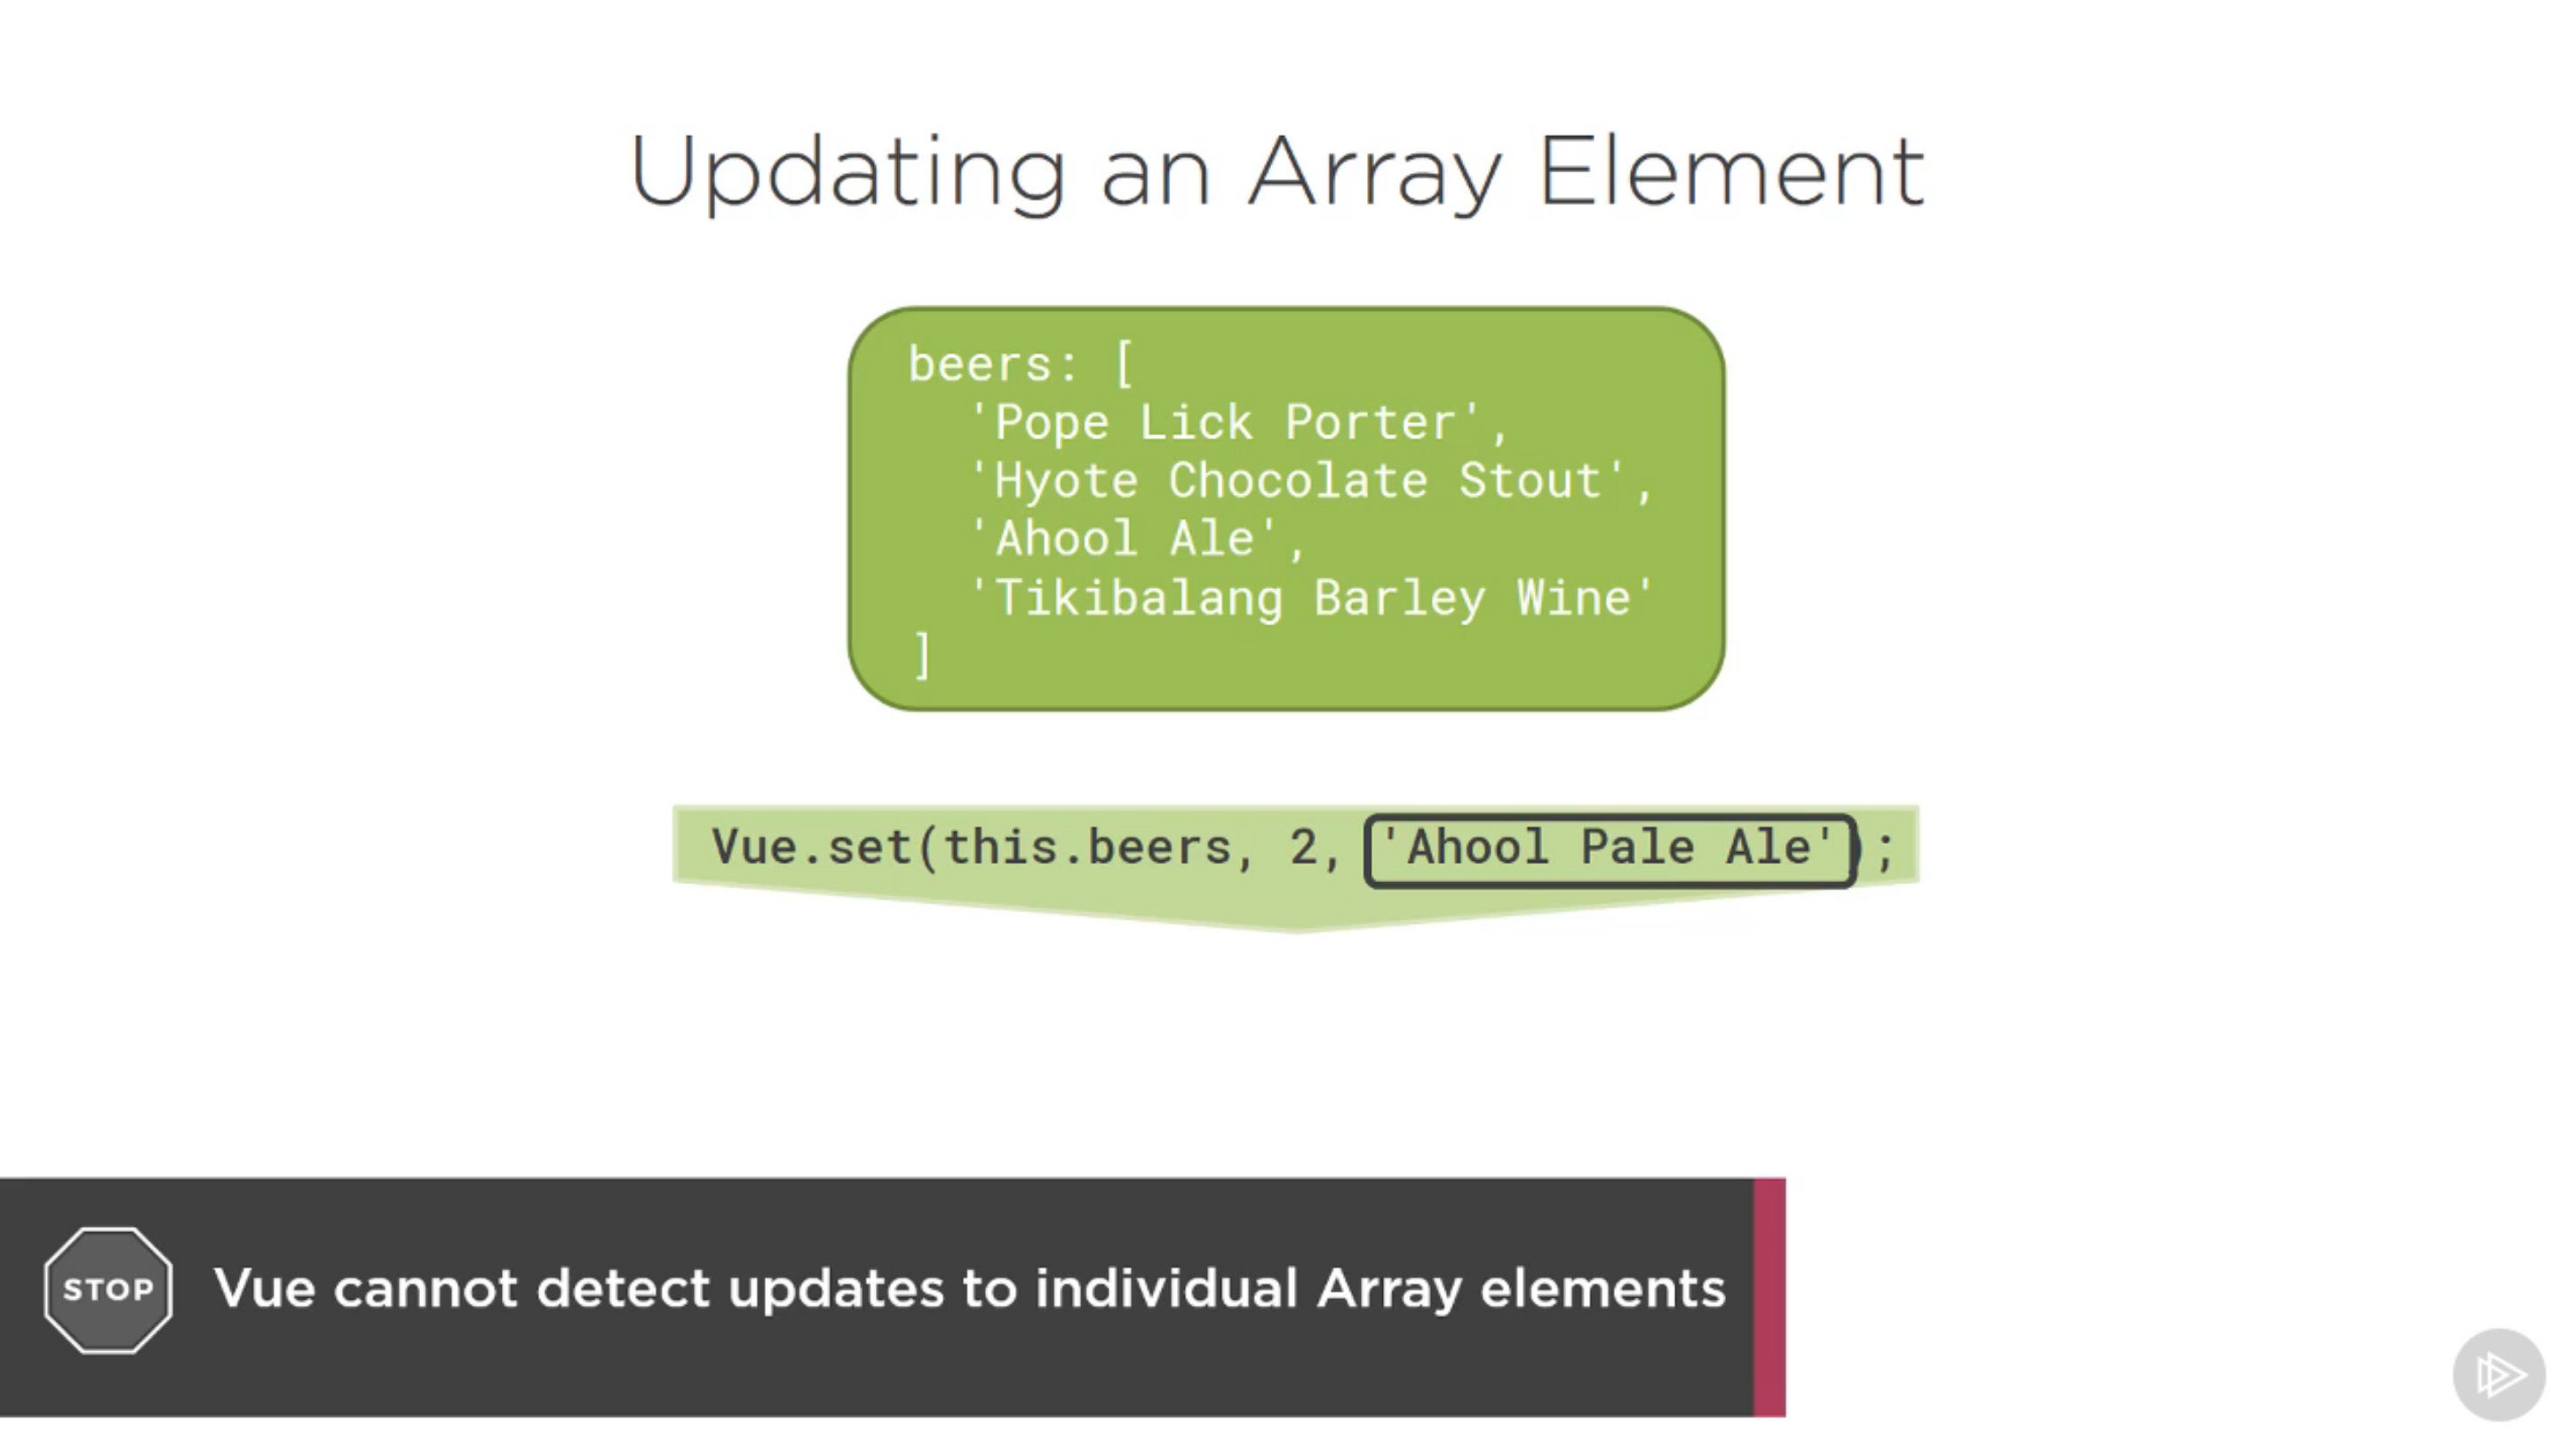 Updating an Array Element
beers: [
'Pope Lick Porter',
'Hyote Chocolate Stout',
'Ahool Ale',
'Tikibalang Barley Wine'
]
Vue.set(this.beers, 2, 'Ahool Pale Ale');
STOP
Vue cannot detect updates to individual Array elements